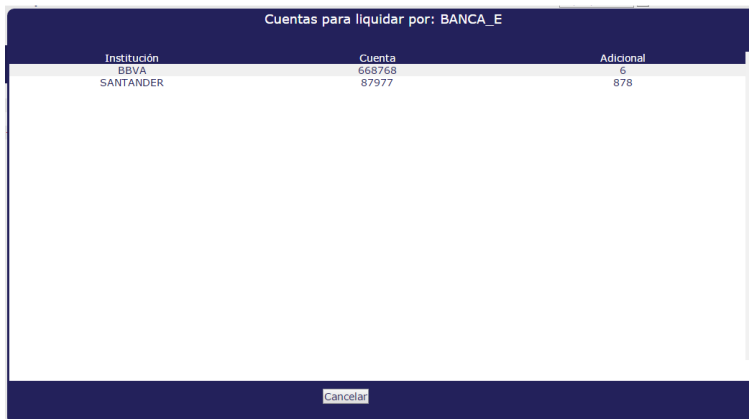 Cuentas para liquidar por: BANCA_E
Institución Cuenta Adicional
BBVA 668768 6
SANTANDER 87977 878
Cancelar